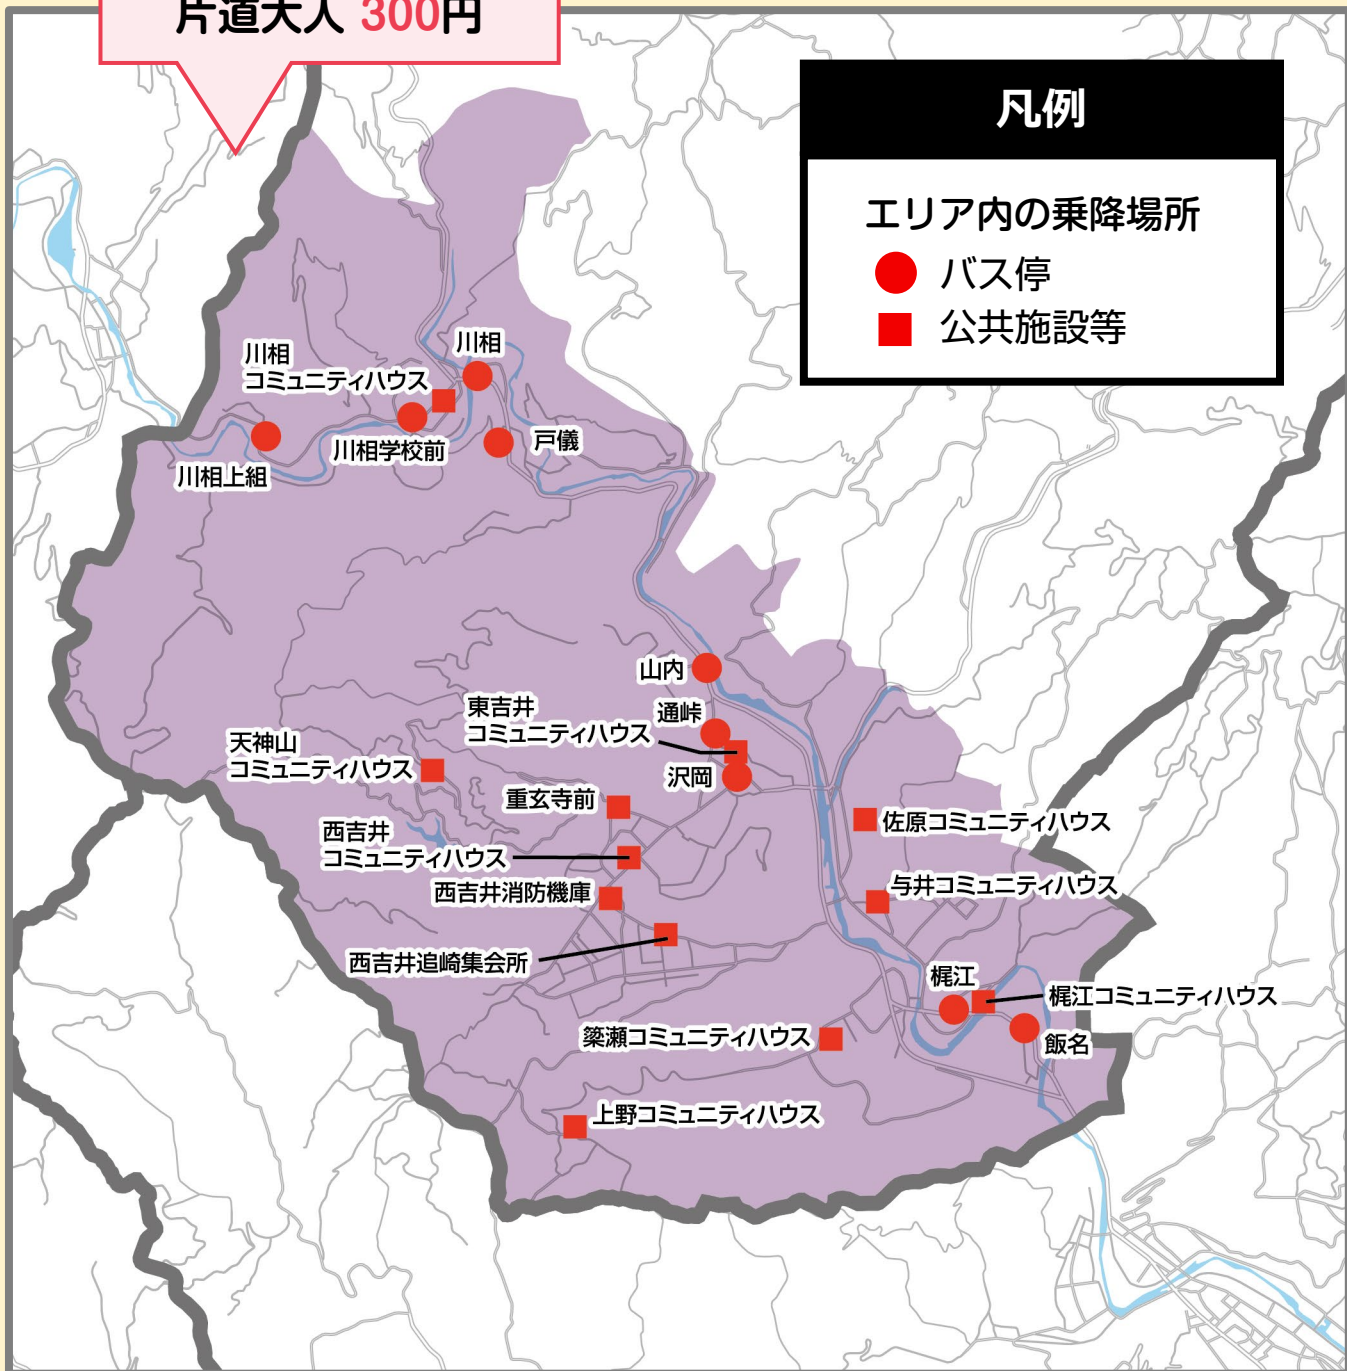 片道大人 300円
凡例
エリア内の乗降場所
バス停
公共施設等
川相
川相
コミュニティハウス
川相学校前
戸儀
川相上組
山内
東吉井
コミュニティハウス
通峠
天神山
コミュニティハウス
沢岡
重玄寺前
西吉井
コミュニティハウス
佐原コミュニティハウス
西吉井消防機庫
与井コミュニティハウス
西吉井追崎集会所
梶江
梶江コミュニティハウス
簗瀬コミュニティハウス
飯名
上野コミュニティハウス